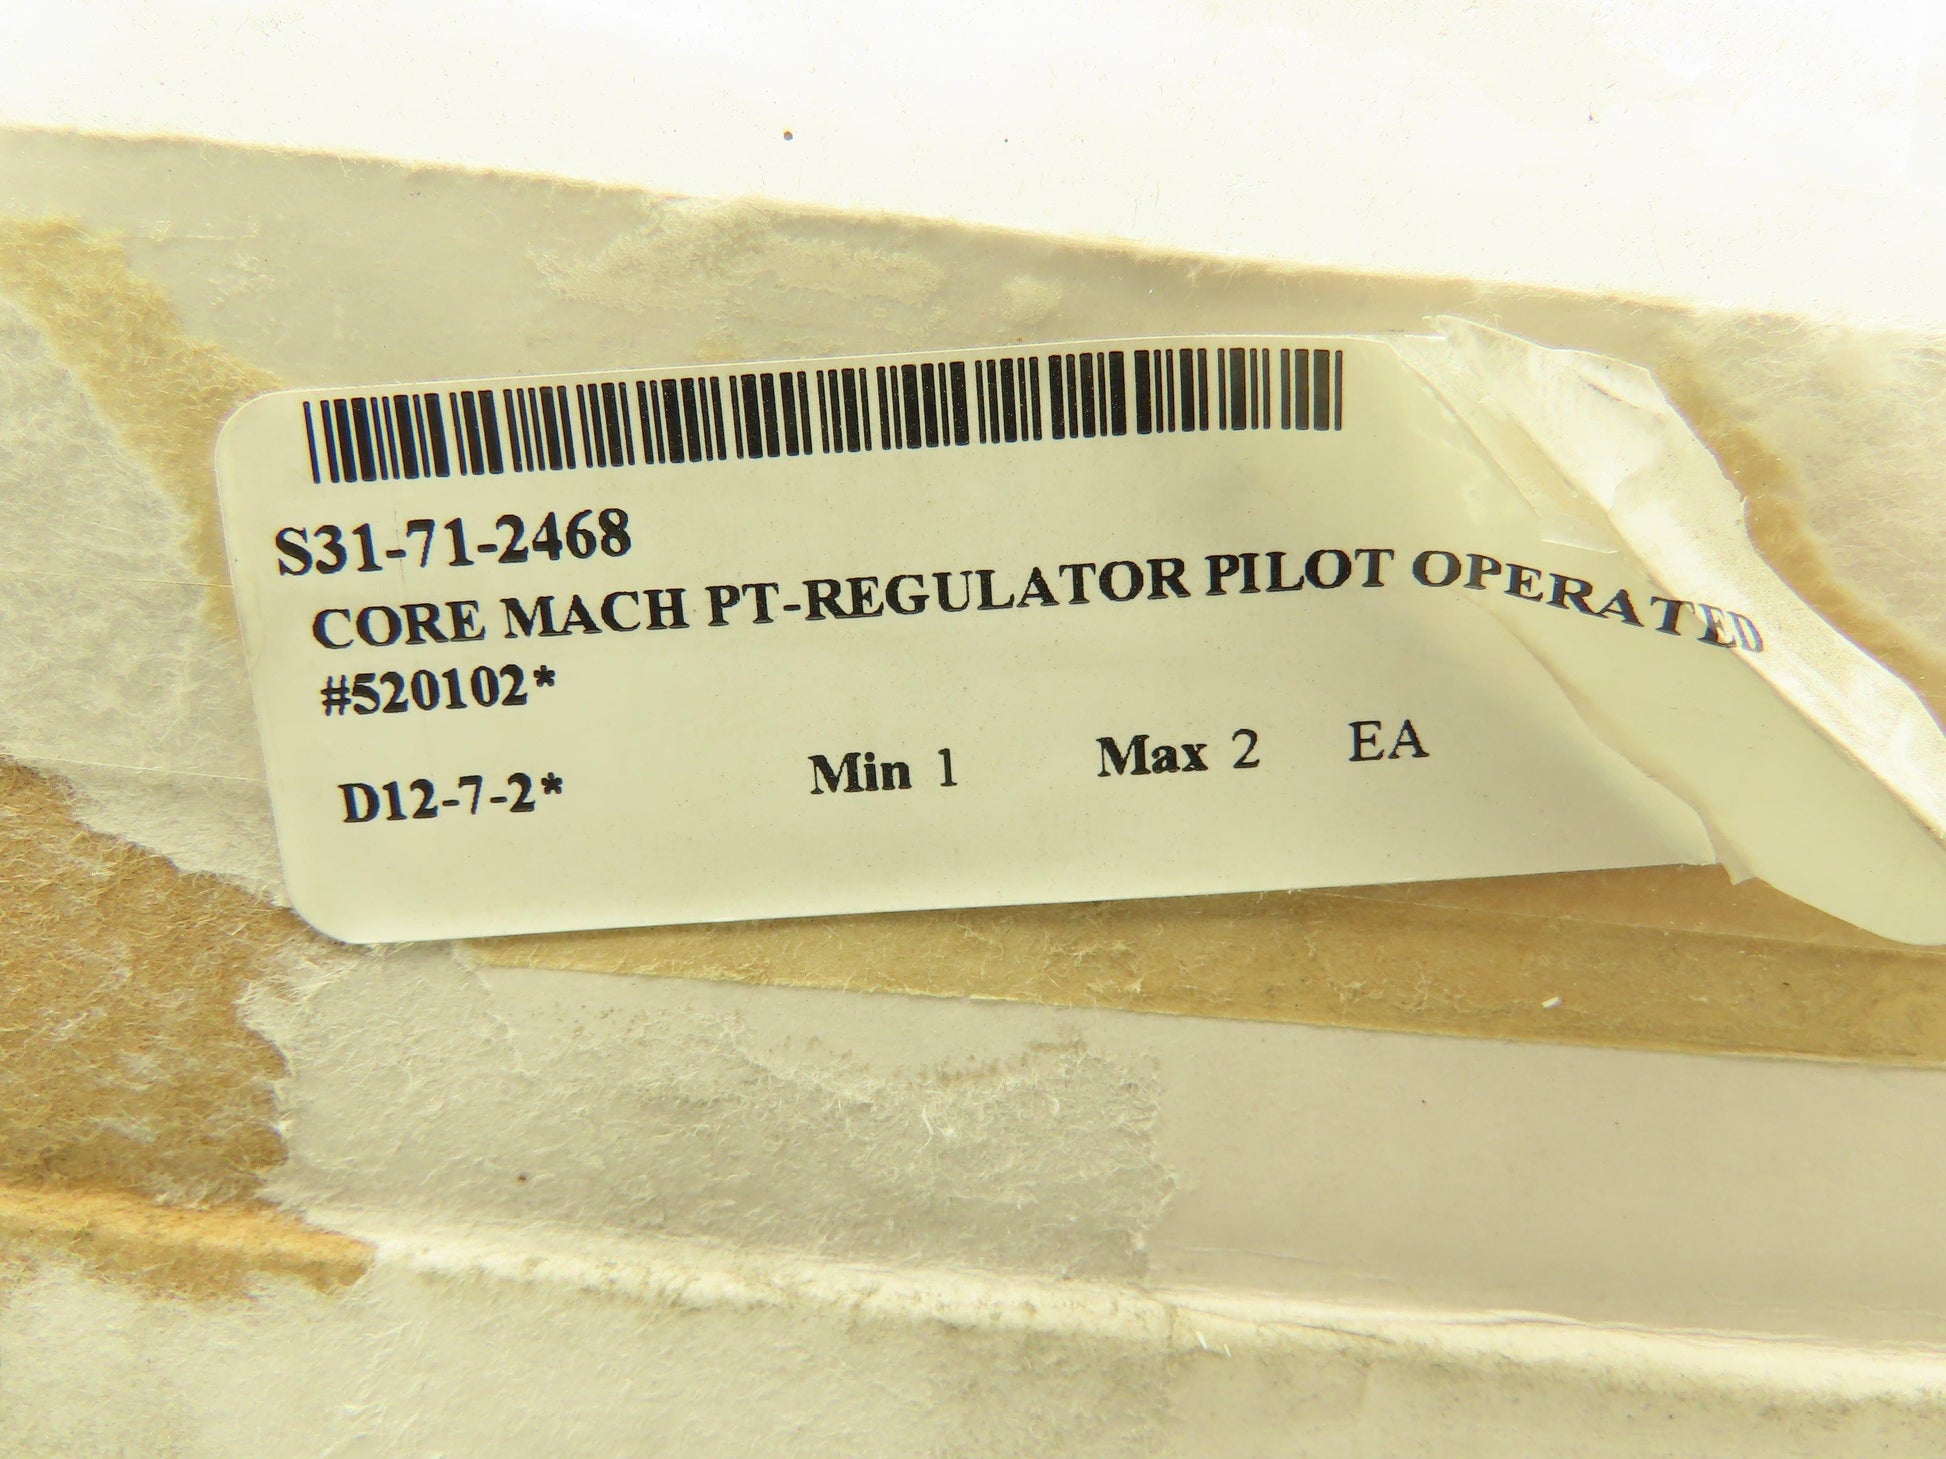 S31-71-2468
CORE MACH PT-REGULATOR PILOT OPERATED
#520102*
D12-7-2* Min 1 Max 2 EA